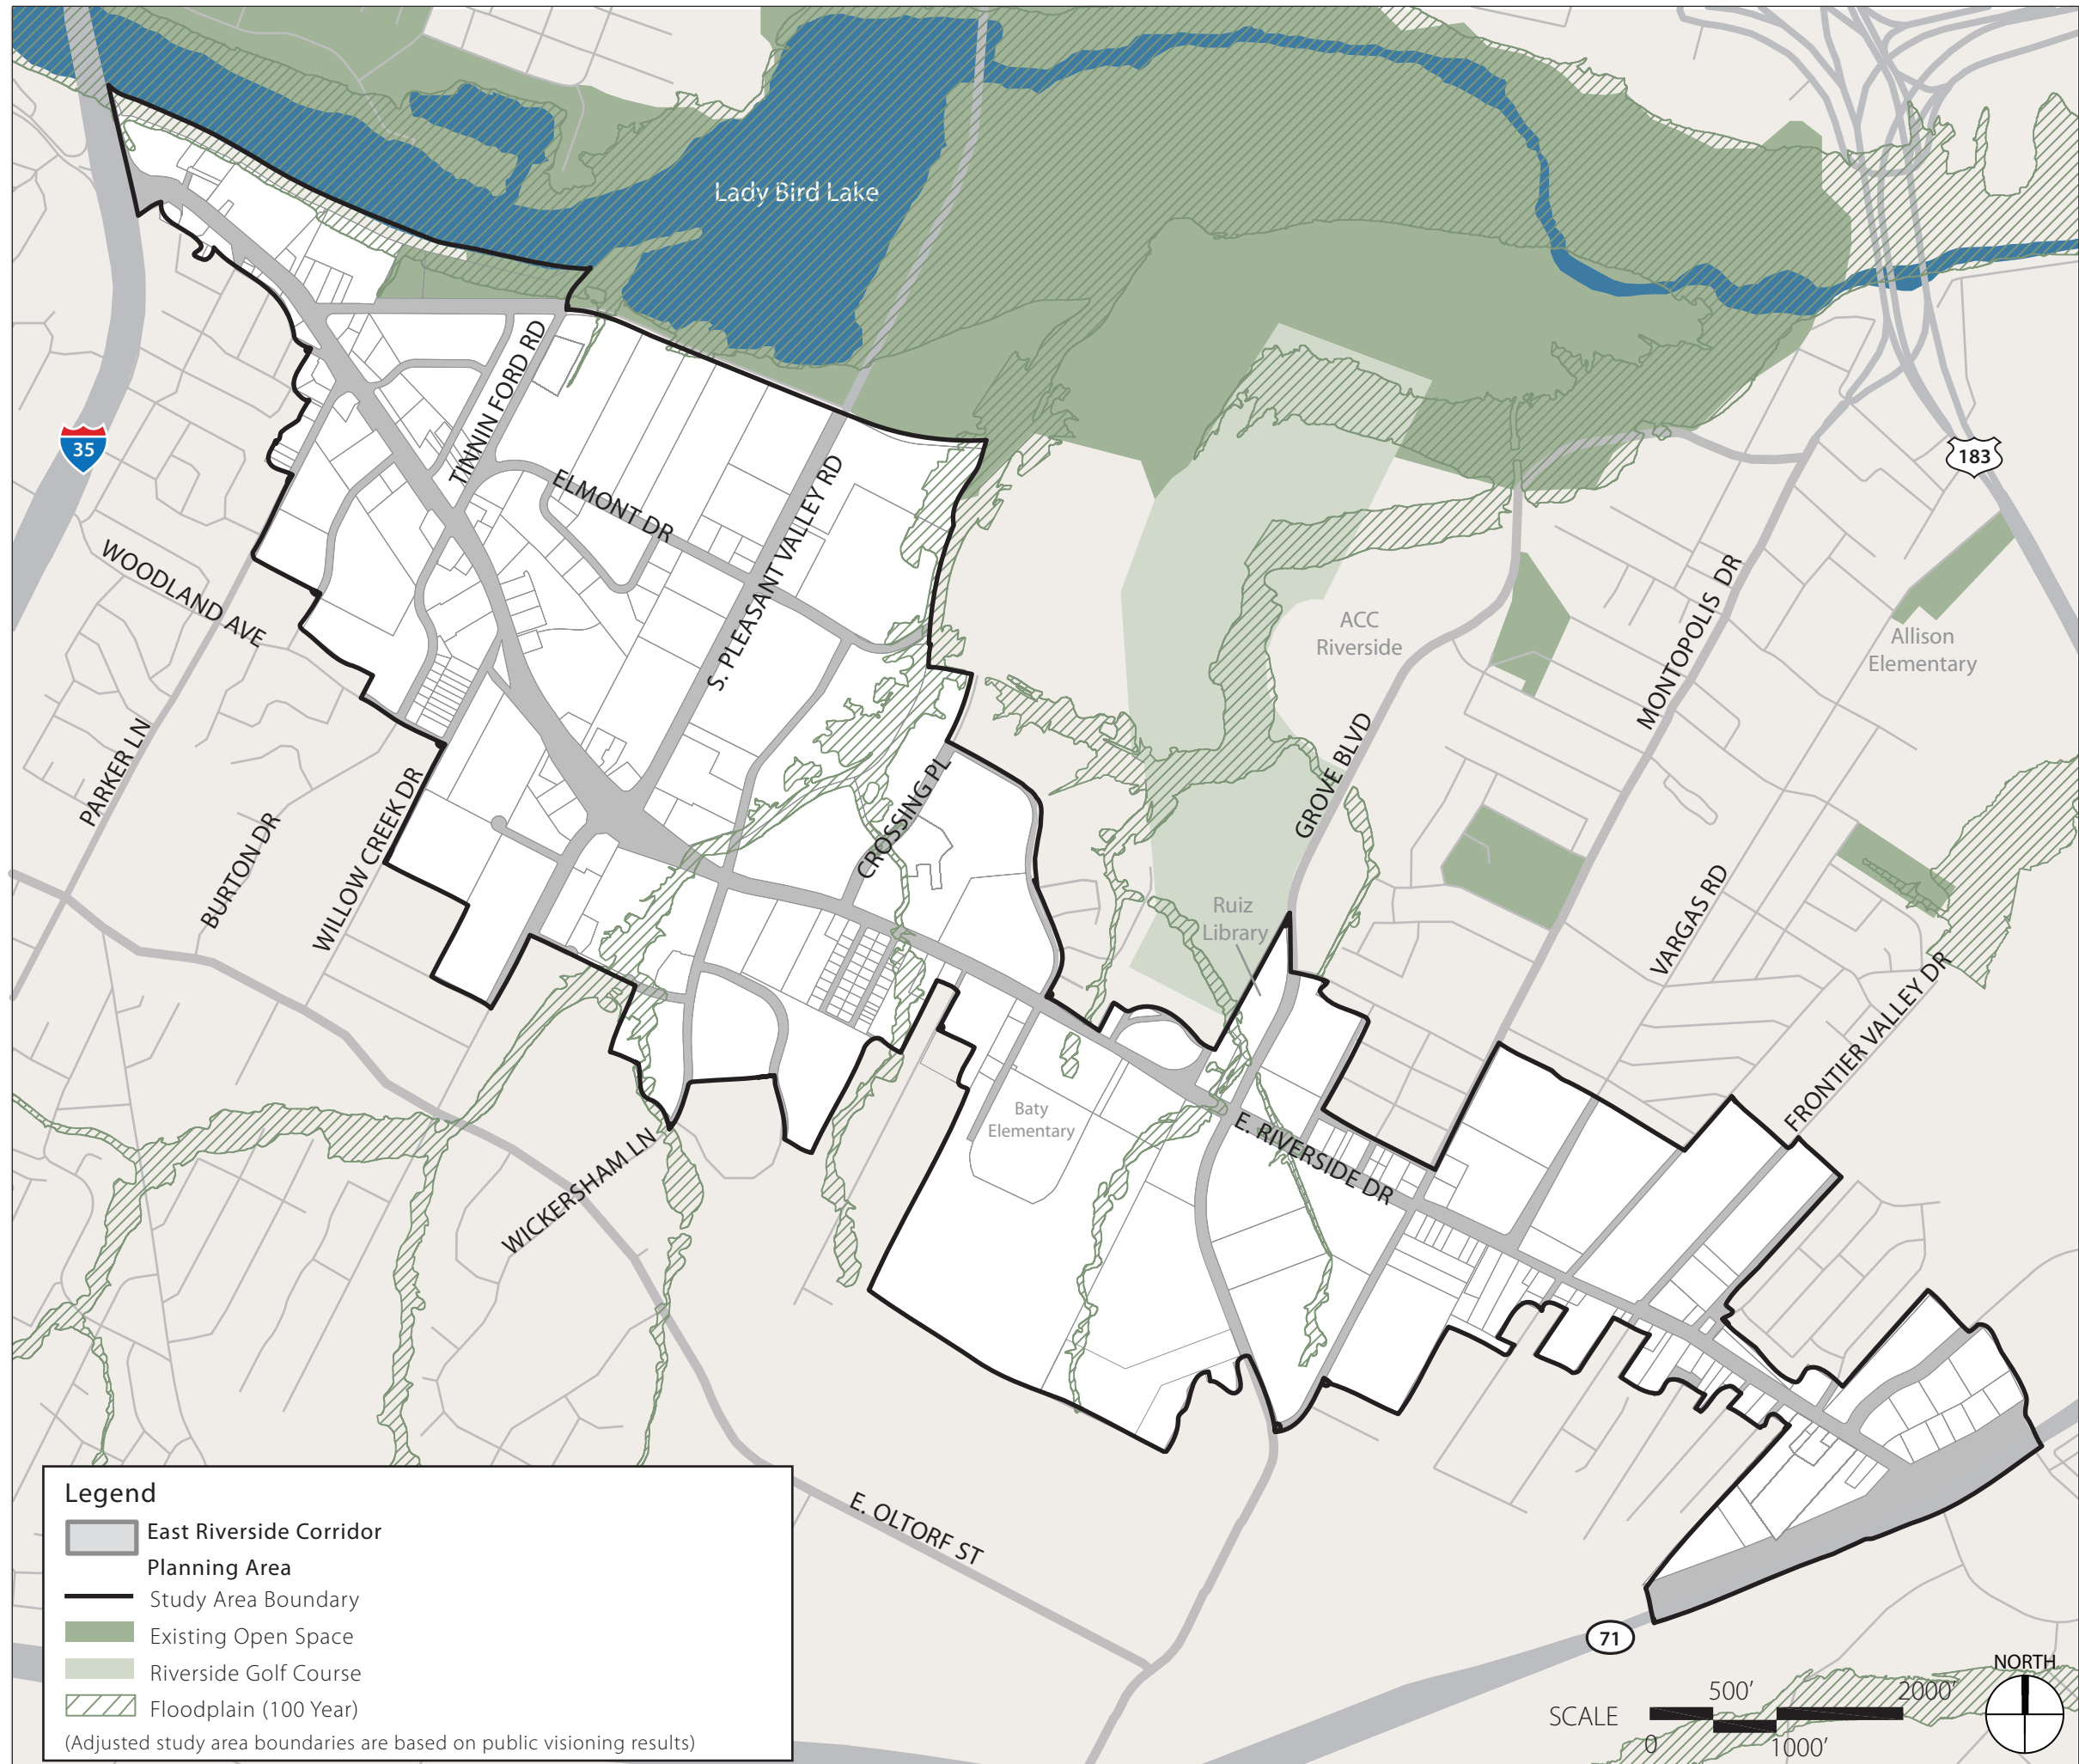 Lady Bird Lake
35
TINNIN FORD RD
ELMONT DR
S. PLEASANT VALLEY RD
183
WOODLAND AVE
ACC
Riverside
MONTOPOLIS DR
Allison
Elementary
PARKER LN
BURTON DR
WILLOW CREEK DR
CROSSING PL
GROVE BLVD
Ruiz
Library
VARGAS RD
FRONTIER VALLEY DR
Baty
Elementary
E. RIVERSIDE DR
WICKERSHAM LN
E. OLTORF ST
71
Legend
East Riverside Corridor
Planning Area
Study Area Boundary
Existing Open Space
Riverside Golf Course
Floodplain (100 Year)
(Adjusted study area boundaries are based on public visioning results)
NORTH
SCALE
500’
2000’
0
1000’